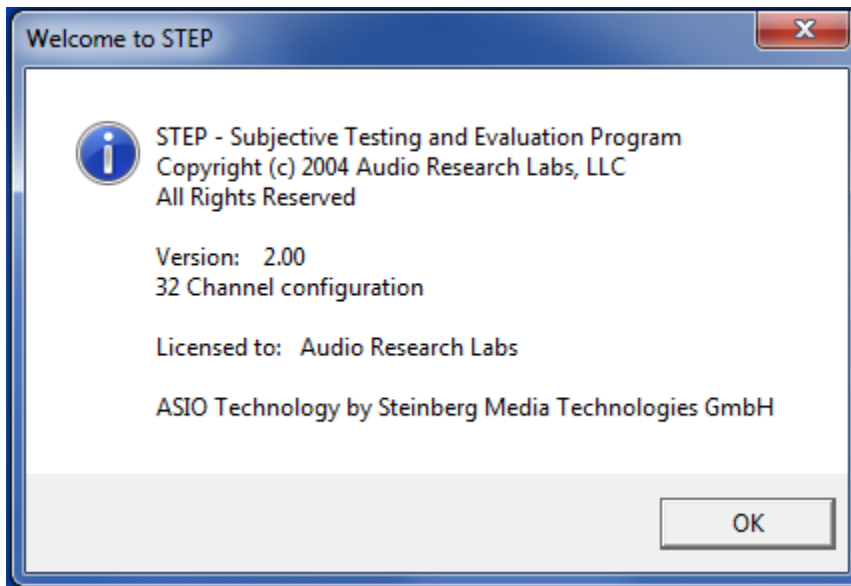 Welcome to STEP
STEP - Subjective Testing and Evaluation Program
Copyright (c) 2004 Audio Research Labs, LLC
All Rights Reserved
Version: 2.00
32 Channel configuration
Licensed to: Audio Research Labs
ASIO Technology by Steinberg Media Technologies GmbH
OK